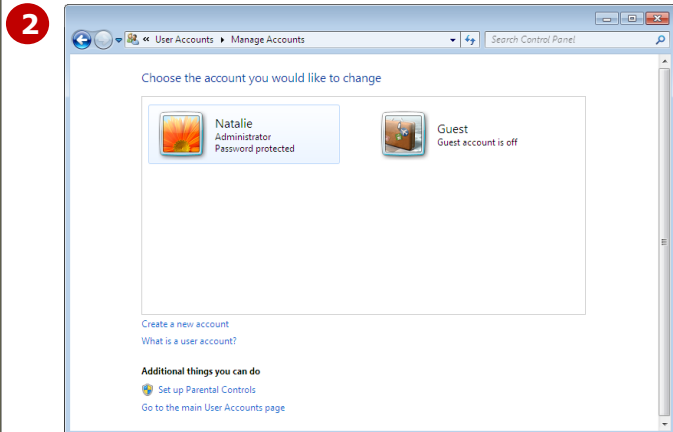 2
« User Accounts ▸ Manage Accounts
Search Control Panel
Choose the account you would like to change
Natalie
Administrator
Password protected
Guest
Guest account is off
Create a new account
What is a user account?
Additional things you can do
Set up Parental Controls
Go to the main User Accounts page